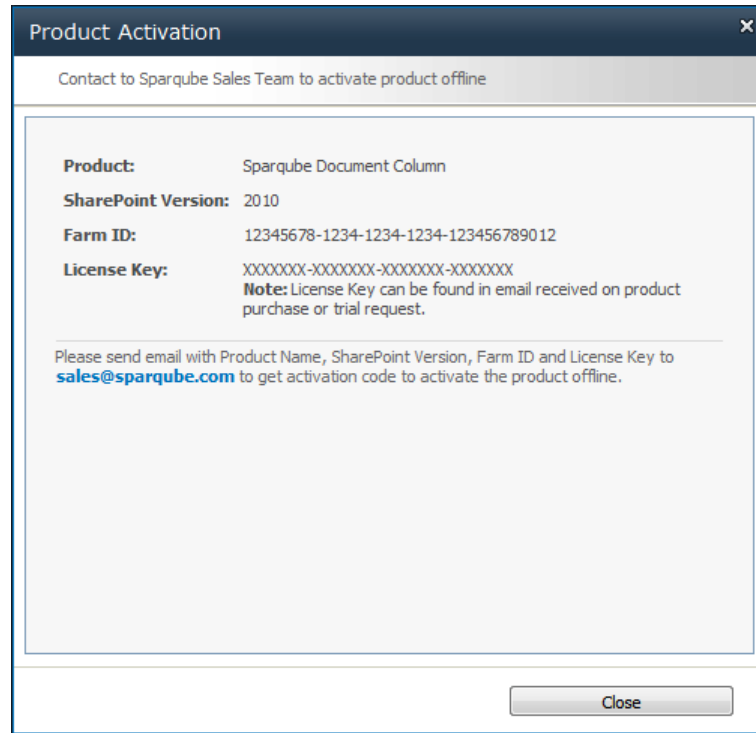 Product Activation
Contact to Sparqube Sales Team to activate product offline
Product: Sparqube Document Column
SharePoint Version: 2010
Farm ID: 12345678-1234-1234-1234-123456789012
License Key: XXXXXXX-XXXXXXX-XXXXXXX-XXXXXXX
Note: License Key can be found in email received on product
purchase or trial request.
Please send email with Product Name, SharePoint Version, Farm ID and License Key to
sales@sparqube.com to get activation code to activate the product offline.
Close